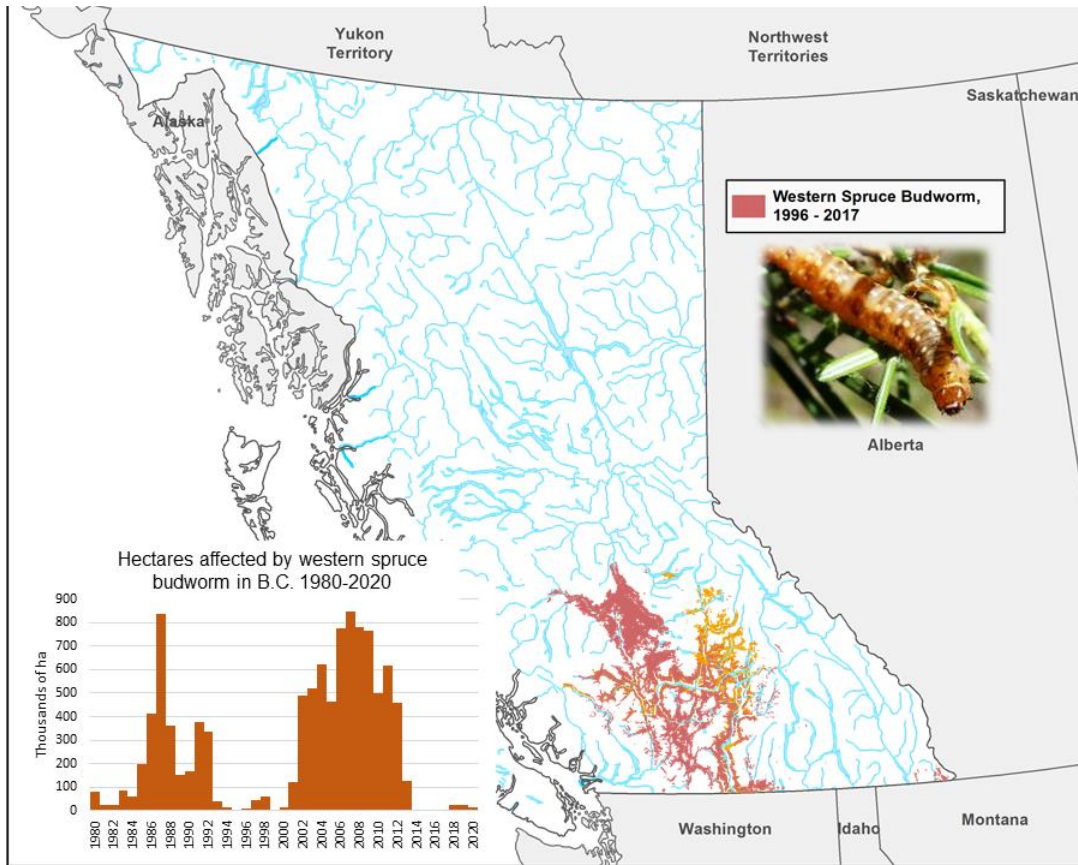 Yukon
Territory
Northwest
Territories
Saskatchewan
Alaska
Western Spruce Budworm,
1996 - 2017
Alberta
Hectares affected by western spruce
budworm in B.C. 1980-2020
Thousands of ha
900
800
700
600
500
400
300
200
100
0
1980
1982
1984
1986
1988
1990
1992
1994
1996
1998
2000
2002
2004
2006
2008
2010
2012
2014
2016
2018
2020
Washington
Idaho
Montana